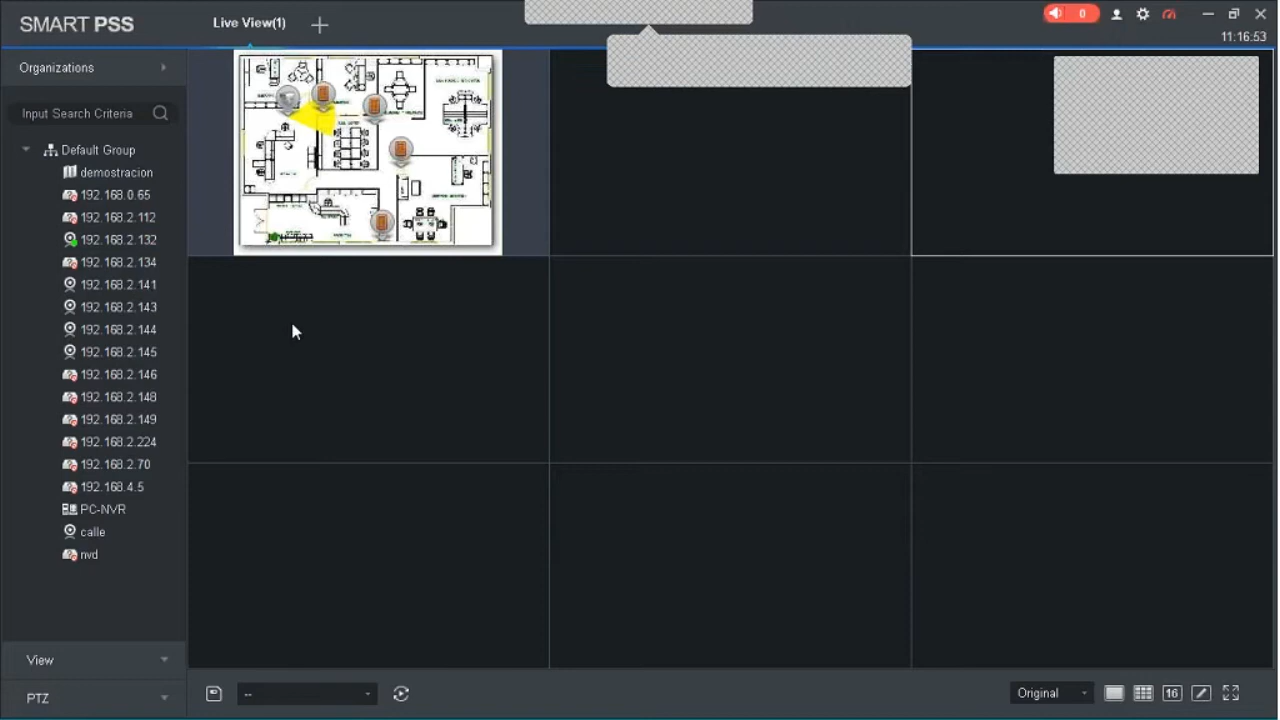 SMART PSS
Live View(1)
0
11:16:53
Organizations
Input Search Criteria
Default Group
demostracion
192.168.0.65
192.168.2.112
192.168.2.132
192.168.2.134
192.168.2.141
192.168.2.143
192.168.2.144
192.168.2.145
192.168.2.146
192.168.2.148
192.168.2.149
192.168.2.224
192.168.2.70
192.168.4.5
PC-NVR
calle
nvd
View
PTZ
--
Original
16